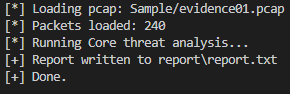 [*] Loading pcap: Sample/evidence01.pcap
[*] Packets loaded: 240
[*] Running Core threat analysis...
[+] Report written to report\report.txt
[+] Done.